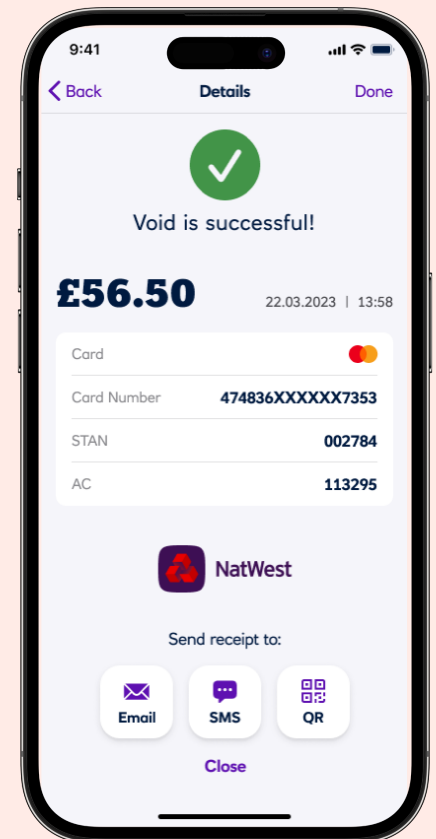 9:41
Back Details Done
Void is successful!
£56.50 22.03.2023 | 13:58
Card
Card Number 474836XXXXXX7353
STAN 002784
AC 113295
NatWest
Send receipt to:
Email SMS QR
Close